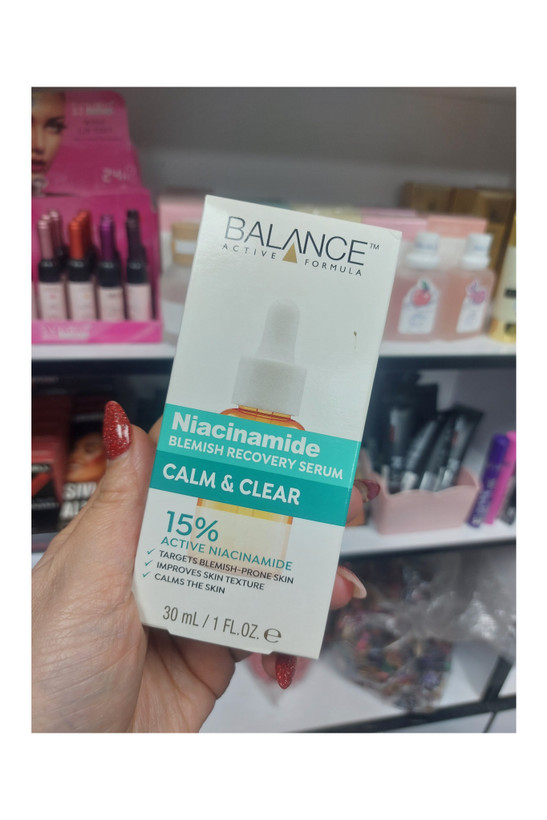 BALANCE™
ACTIVE FORMULA
Niacinamide
BLEMISH RECOVERY SERUM
CALM & CLEAR
15%
ACTIVE NIACINAMIDE
✓ TARGETS BLEMISH-PRONE SKIN
✓ IMPROVES SKIN TEXTURE
✓ CALMS THE SKIN
30 mL / 1 FL.OZ. ℮